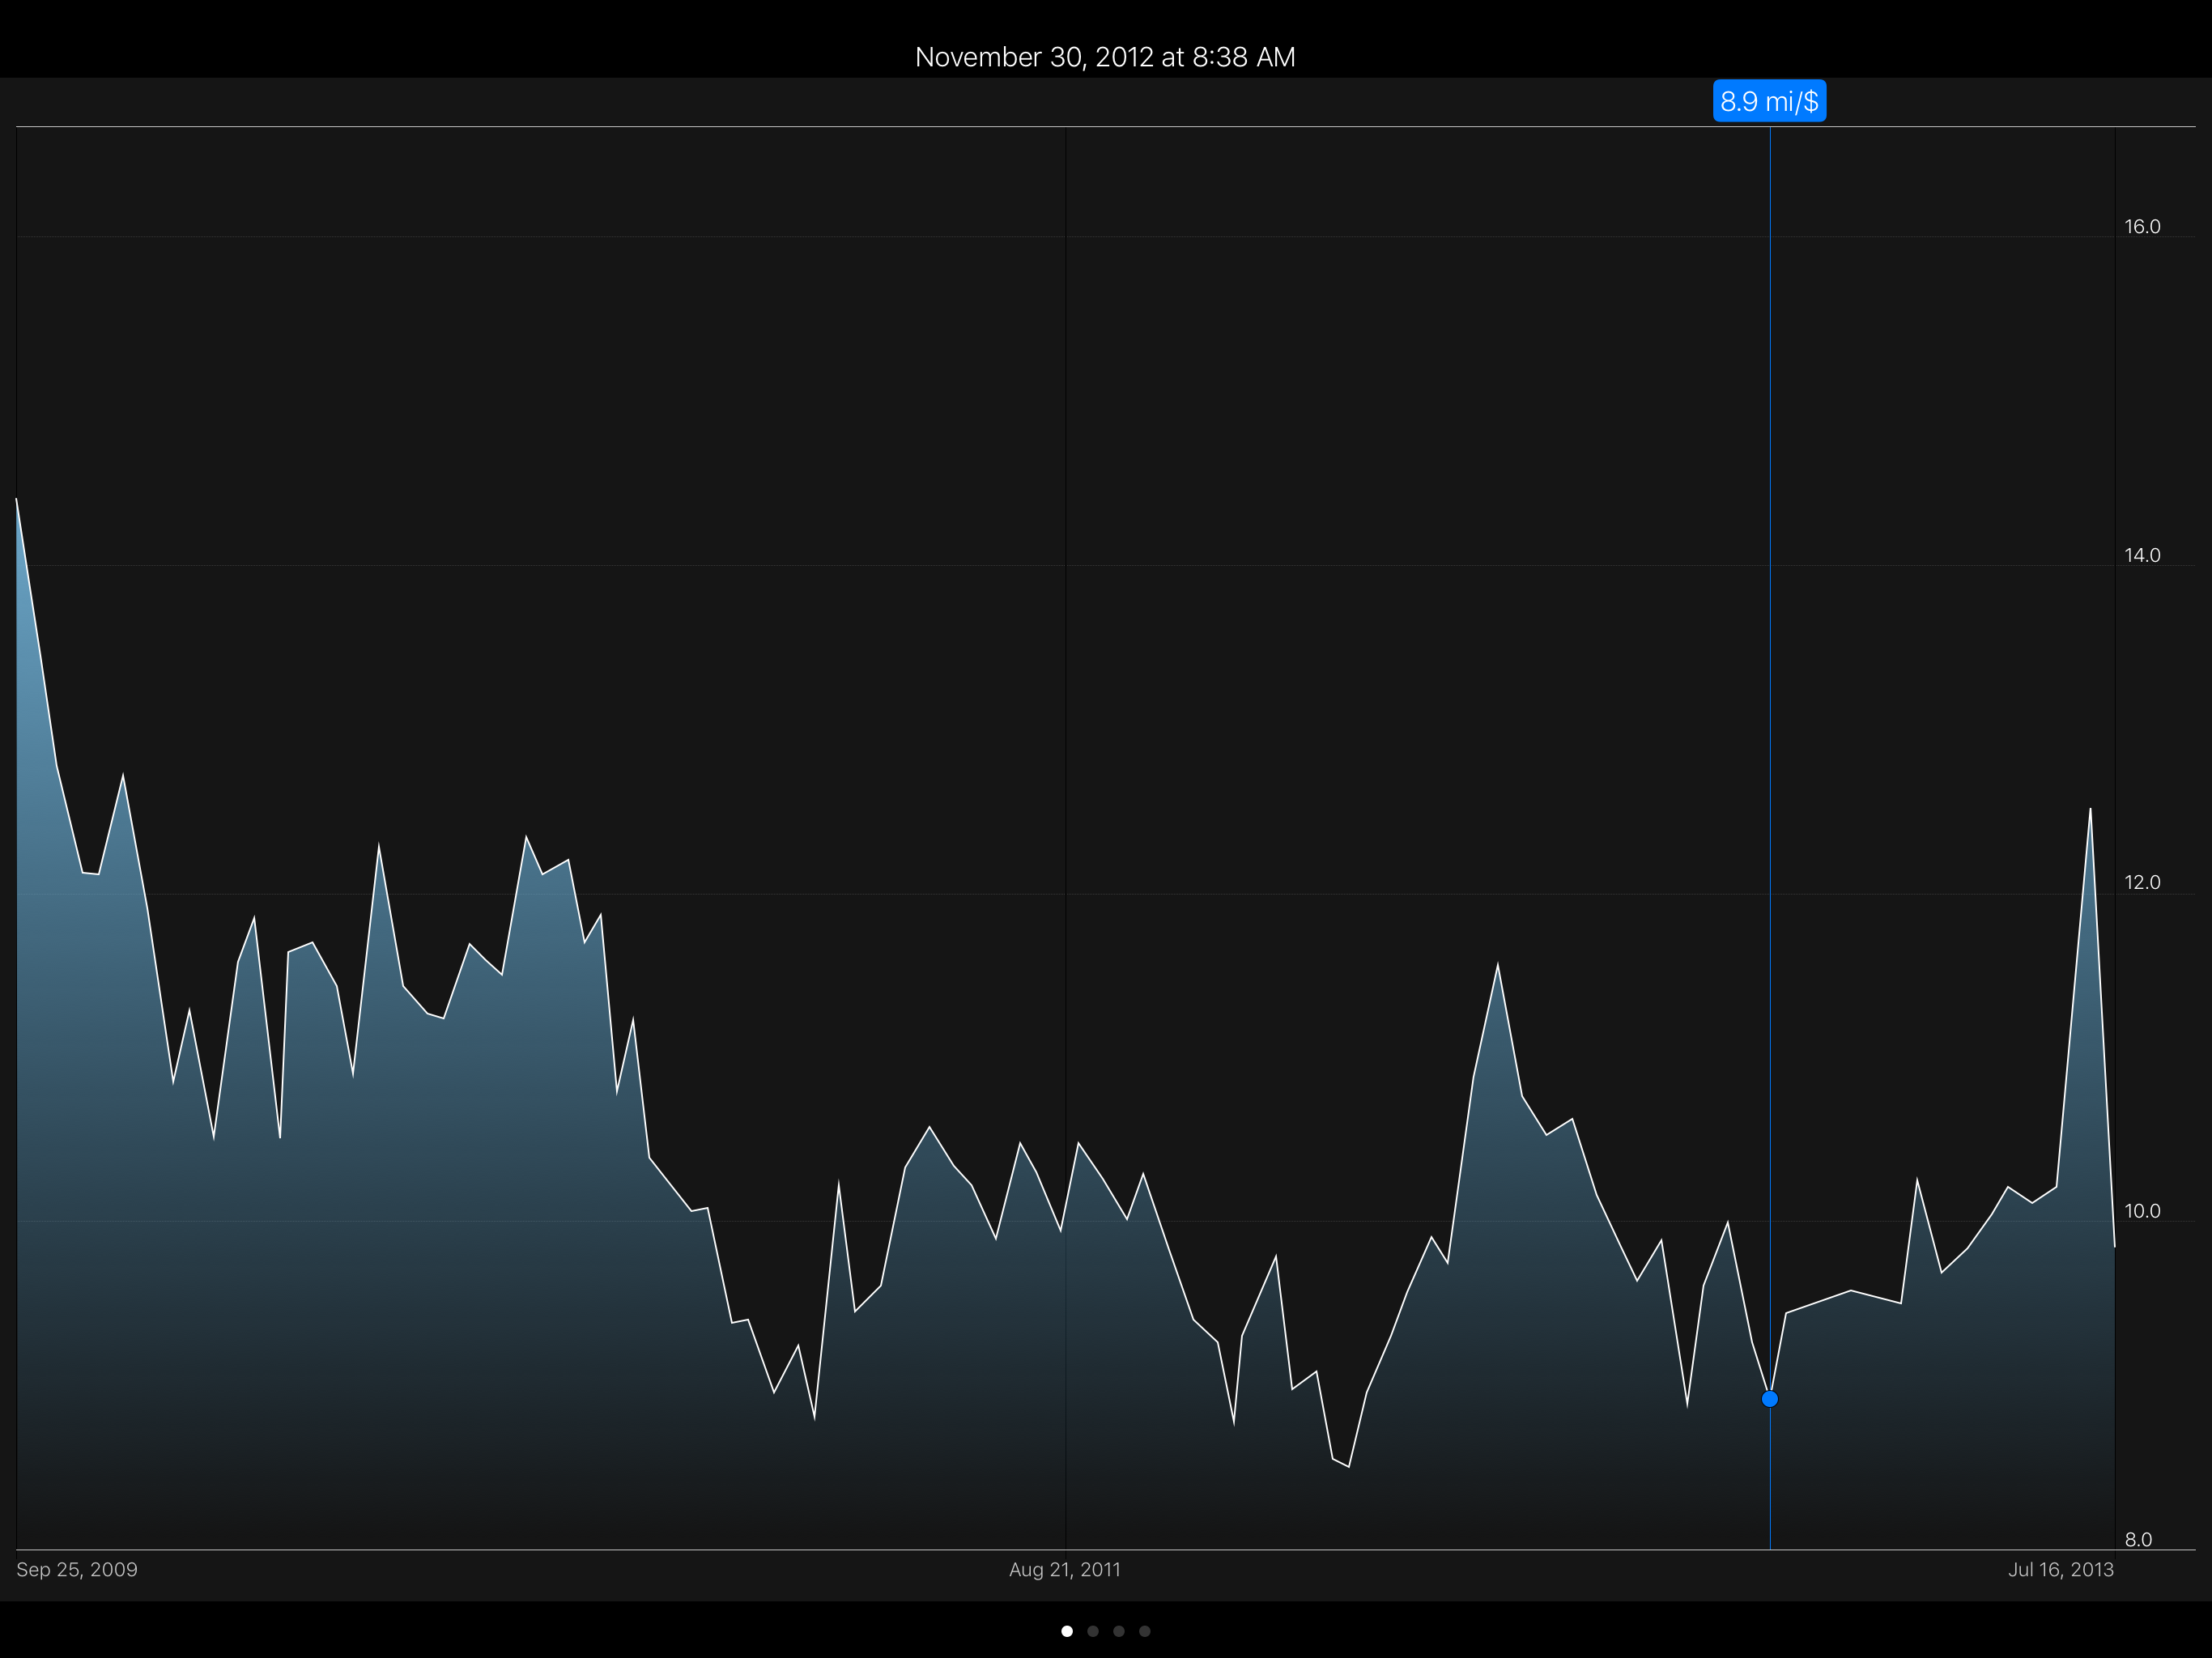 November 30, 2012 at 8:38 AM
8.9 mi/$
16.0
14.0
12.0
10.0
8.0
Sep 25, 2009
Aug 21, 2011
Jul 16, 2013